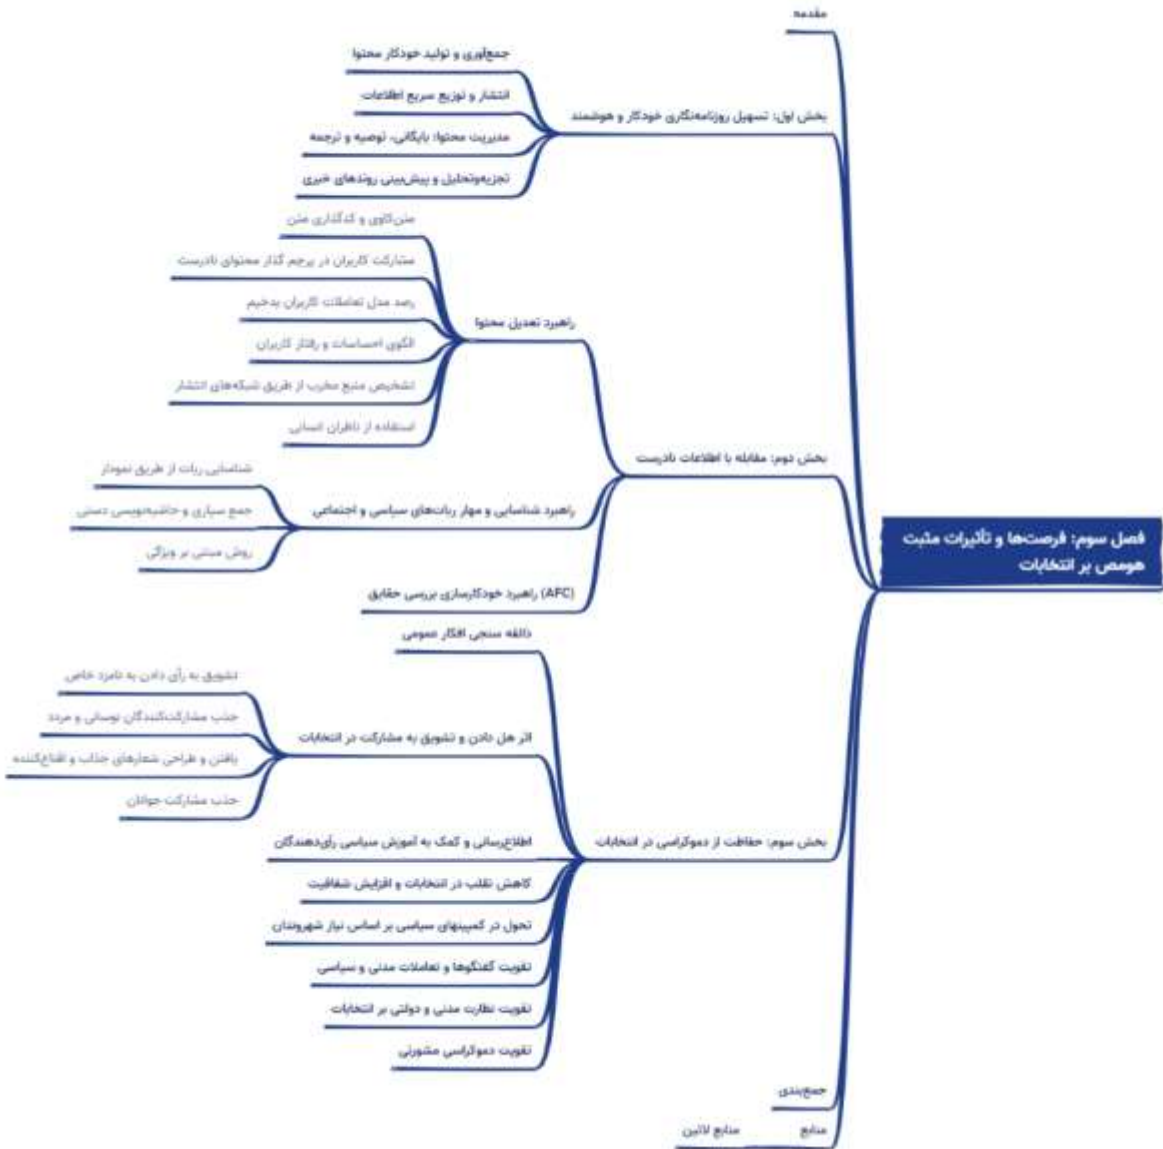 فصل سوم: فرصت‌ها و تأثیرات مثبت
هومص بر انتخابات
مقدمه
بخش اول: تسهیل روزنامه‌نگاری خودکار و هوشمند
جمع‌آوری و تولید خودکار محتوا
انتشار و توزیع سریع اطلاعات
مدیریت محتوا: بایگانی، توصیه و ترجمه
تجزیه‌وتحلیل و پیش‌بینی روندهای خبری
بخش دوم: مقابله با اطلاعات نادرست
راهبرد تعدیل محتوا
متن‌کاوی و کدگذاری متن
مشارکت کاربران در پرچم گذار محتوای نادرست
رصد مدل تعاملات کاربران بدخیم
الگوی احساسات و رفتار کاربران
تشخیص منبع مخرب از طریق شبکه‌های انتشار
استفاده از ناظران انسانی
راهبرد شناسایی و مهار ربات‌های سیاسی و اجتماعی
شناسایی ربات از طریق نمودار
جمع سپاری و حاشیه‌نویسی دستی
روش مبتنی بر ویژگی
(AFC) راهبرد خودکارسازی بررسی حقایق
بخش سوم: حفاظت از دموکراسی در انتخابات
ذائقه سنجی افکار عمومی
اثر هل دادن و تشویق به مشارکت در انتخابات
تشویق به رأی دادن به نامزد خاص
جذب مشارکت‌کنندگان نوسانی و مردد
یافتن و طراحی شعارهای جذاب و اقناع‌کننده
جذب مشارکت جوانان
اطلاع‌رسانی و کمک به آموزش سیاسی رأی‌دهندگان
کاهش تقلب در انتخابات و افزایش شفافیت
تحول در کمپینهای سیاسی بر اساس نیاز شهروندان
تقویت گفتگوها و تعاملات مدنی و سیاسی
تقویت نظارت مدنی و دولتی بر انتخابات
تقویت دموکراسی مشورتی
جمع‌بندی
منابع
منابع لاتین